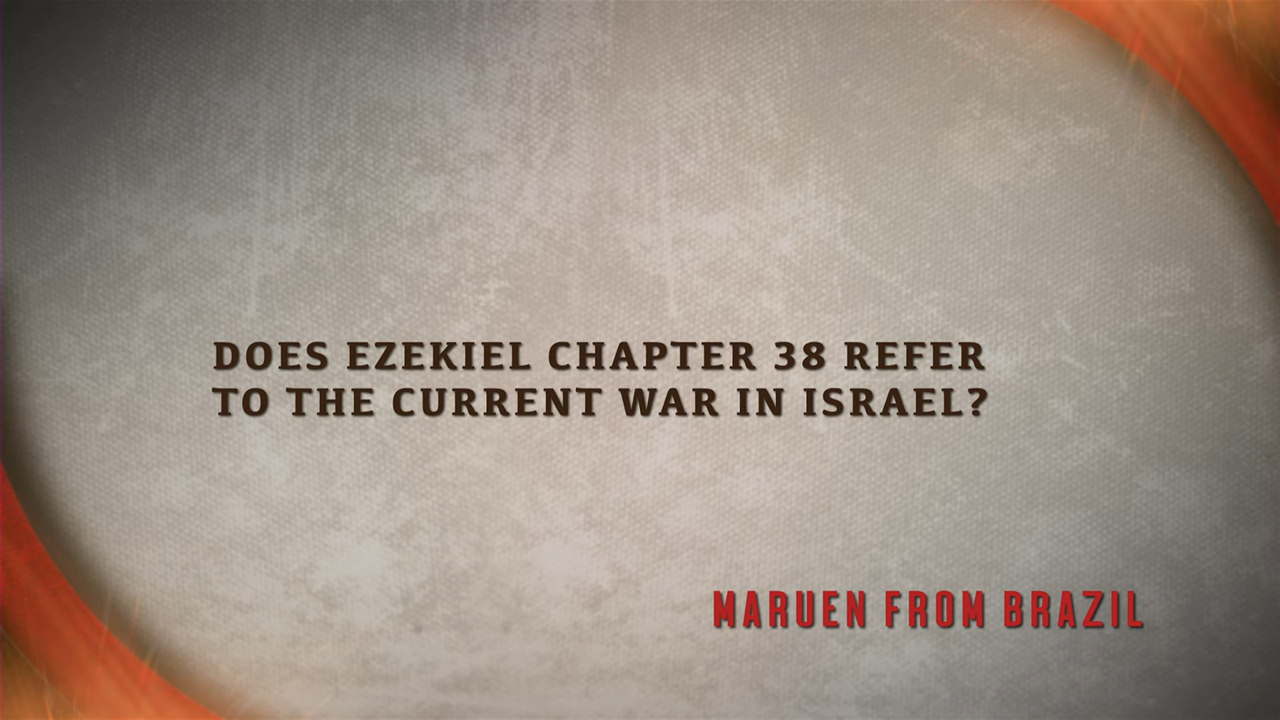 DOES EZEKIEL CHAPTER 38 REFER
TO THE CURRENT WAR IN ISRAEL?
MARUEN FROM BRAZIL